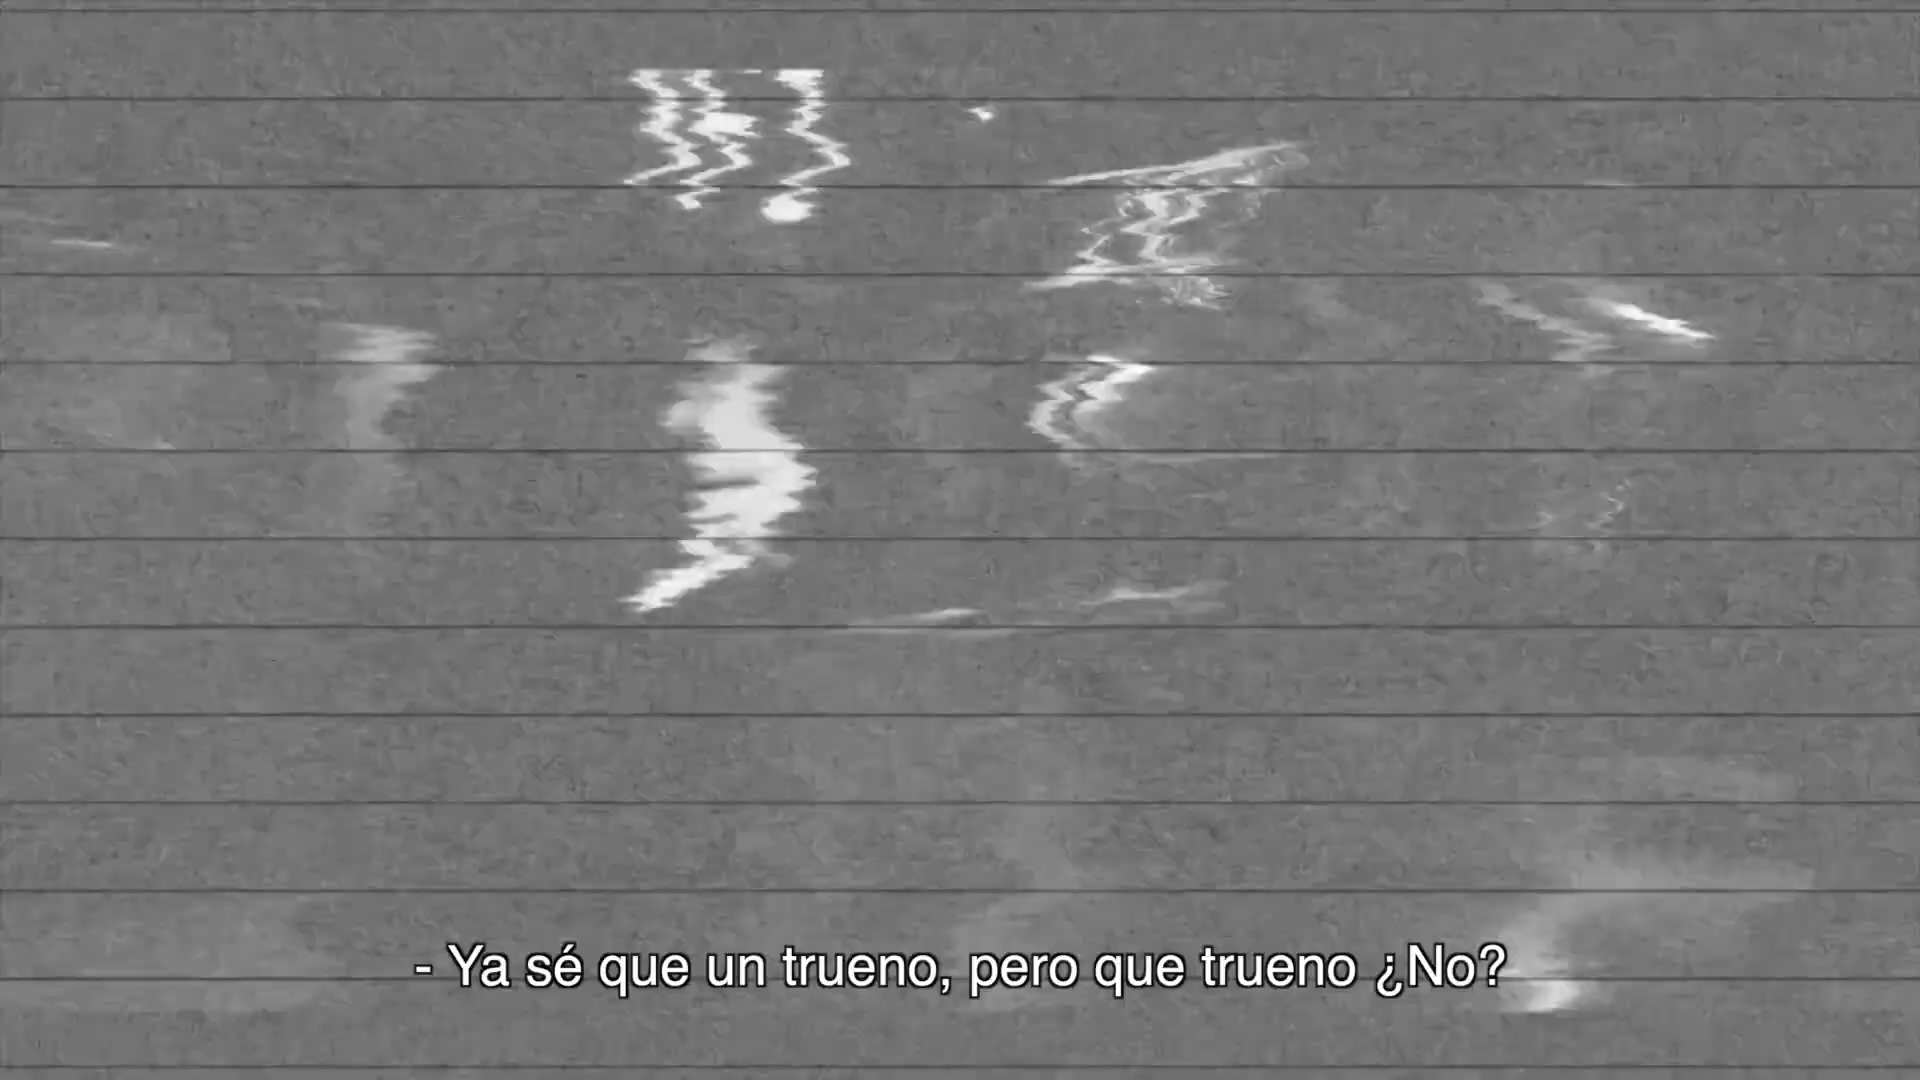 - Ya sé que un trueno, pero que trueno ¿No?